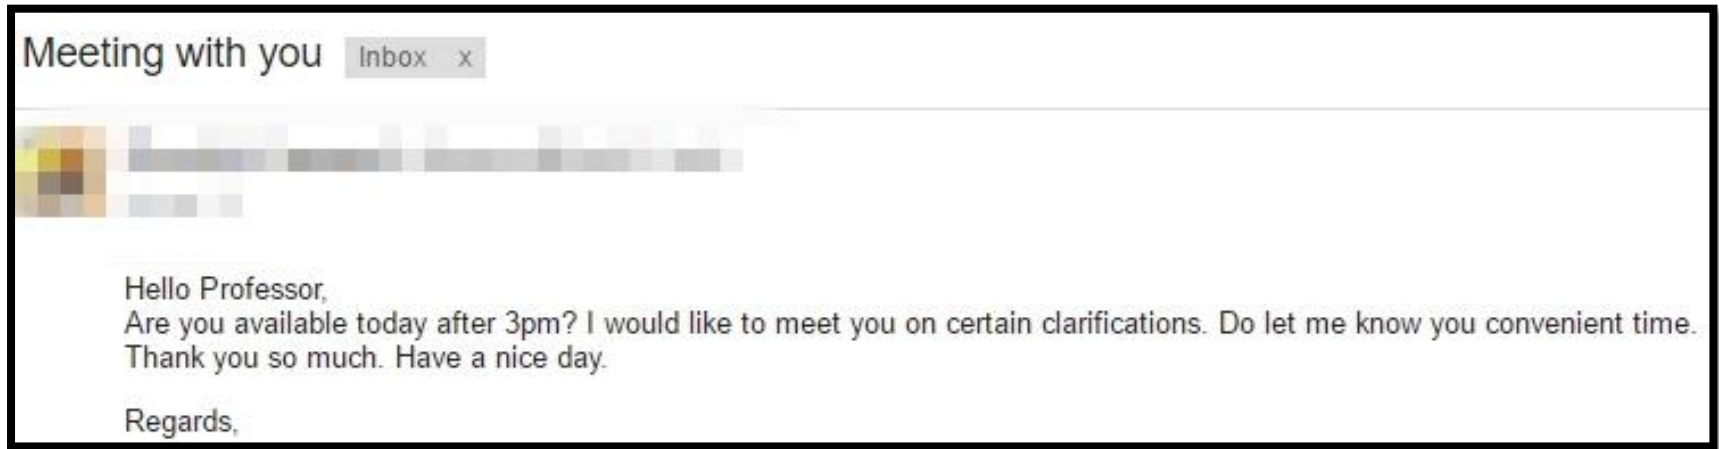 Meeting with you Inbox x
Hello Professor,
Are you available today after 3pm? I would like to meet you on certain clarifications. Do let me know you convenient time.
Thank you so much. Have a nice day.
Regards,